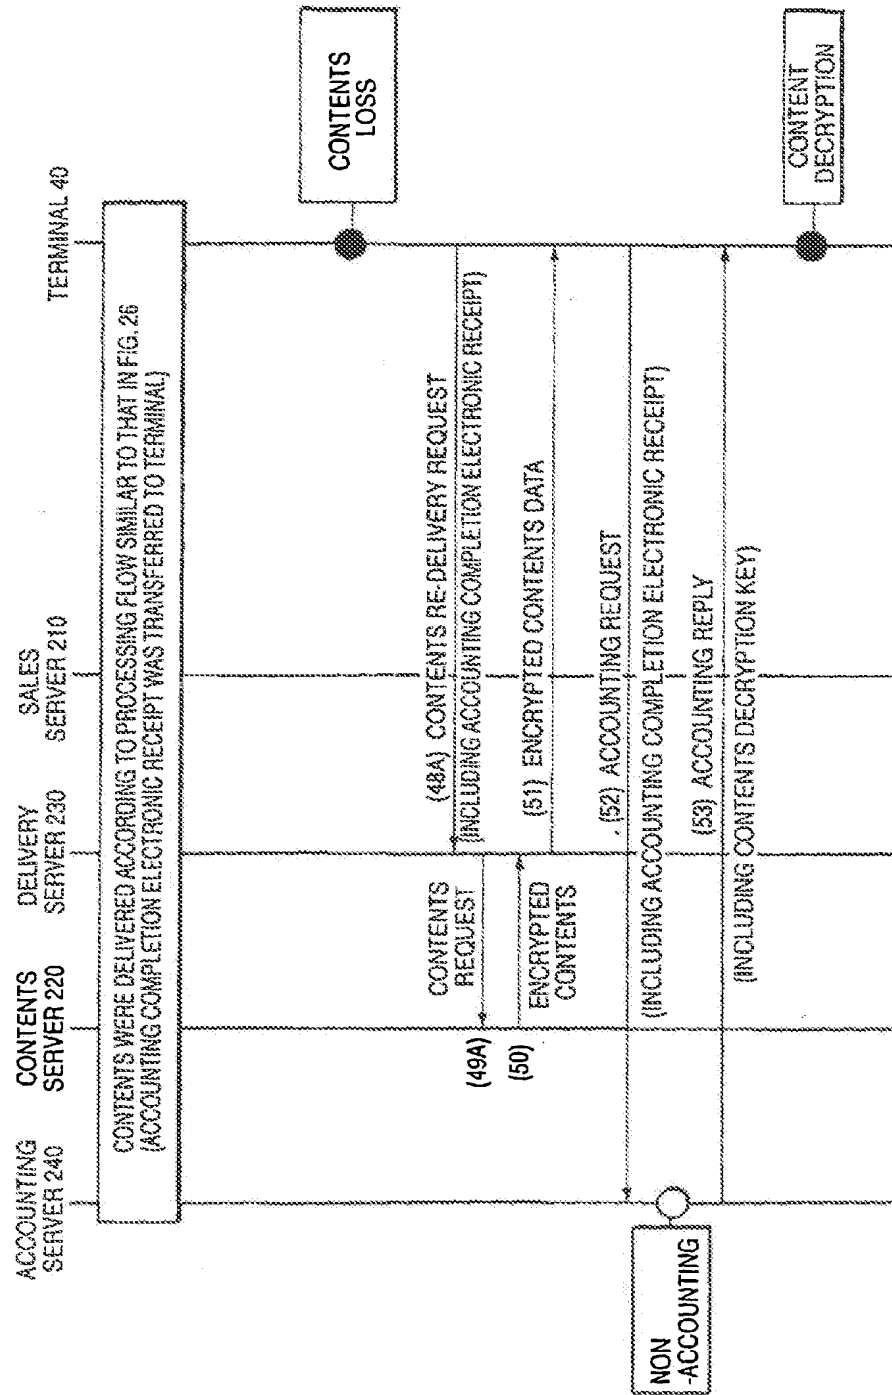 ACCOUNTING
SERVER 240
CONTENTS
SERVER 220
DELIVERY
SERVER 230
SALES
SERVER 210
TERMINAL 40
CONTENTS WERE DELIVERED ACCORDING TO PROCESSING FLOW SIMILAR TO THAT IN FIG. 26
(ACCOUNTING COMPLETION ELECTRONIC RECEIPT WAS TRANSFERRED TO TERMINAL)
CONTENTS
LOSS
(48A) CONTENTS RE-DELIVERY REQUEST
(INCLUDING ACCOUNTING COMPLETION ELECTRONIC RECEIPT)
(49A)
CONTENTS
REQUEST
(50)
ENCRYPTED
CONTENTS
(51) ENCRYPTED CONTENTS DATA
(52) ACCOUNTING REQUEST
(INCLUDING ACCOUNTING COMPLETION ELECTRONIC RECEIPT)
NON
-ACCOUNTING
(53) ACCOUNTING REPLY
(INCLUDING CONTENTS DECRYPTION KEY)
CONTENT
DECRYPTION